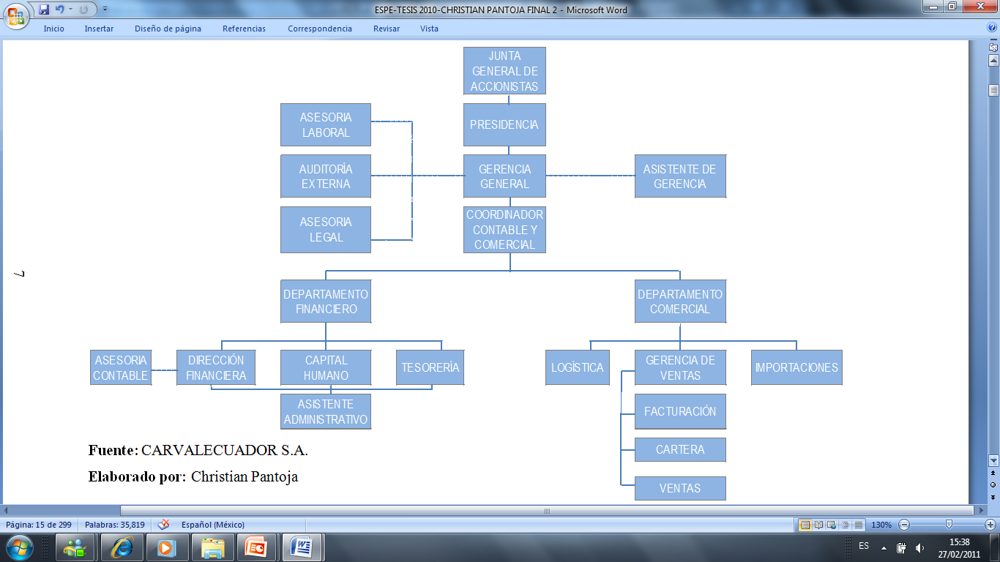 ESPE-TESIS 2010-CHRISTIAN PANTOJA FINAL 2 - Microsoft Word
Inicio Insertar Diseño de página Referencias Correspondencia Revisar Vista
JUNTA
GENERAL DE
ACCIONISTAS
ASESORIA
LABORAL
PRESIDENCIA
AUDITORÌA
EXTERNA
GERENCIA
GENERAL
ASISTENTE DE
GERENCIA
ASESORIA
LEGAL
COORDINADOR
CONTABLE Y
COMERCIAL
7
DEPARTAMENTO
FINANCIERO
DEPARTAMENTO
COMERCIAL
ASESORIA
CONTABLE
DIRECCIÓN
FINANCIERA
CAPITAL
HUMANO
TESORERÍA
LOGÍSTICA
GERENCIA DE
VENTAS
IMPORTACIONES
ASISTENTE
ADMINISTRATIVO
FACTURACIÓN
CARTERA
VENTAS
Fuente: CARVALECUADOR S.A.
Elaborado por: Christian Pantoja
Página: 15 de 299 Palabras: 35,819 Español (México) 130%
ES 15:38
27/02/2011